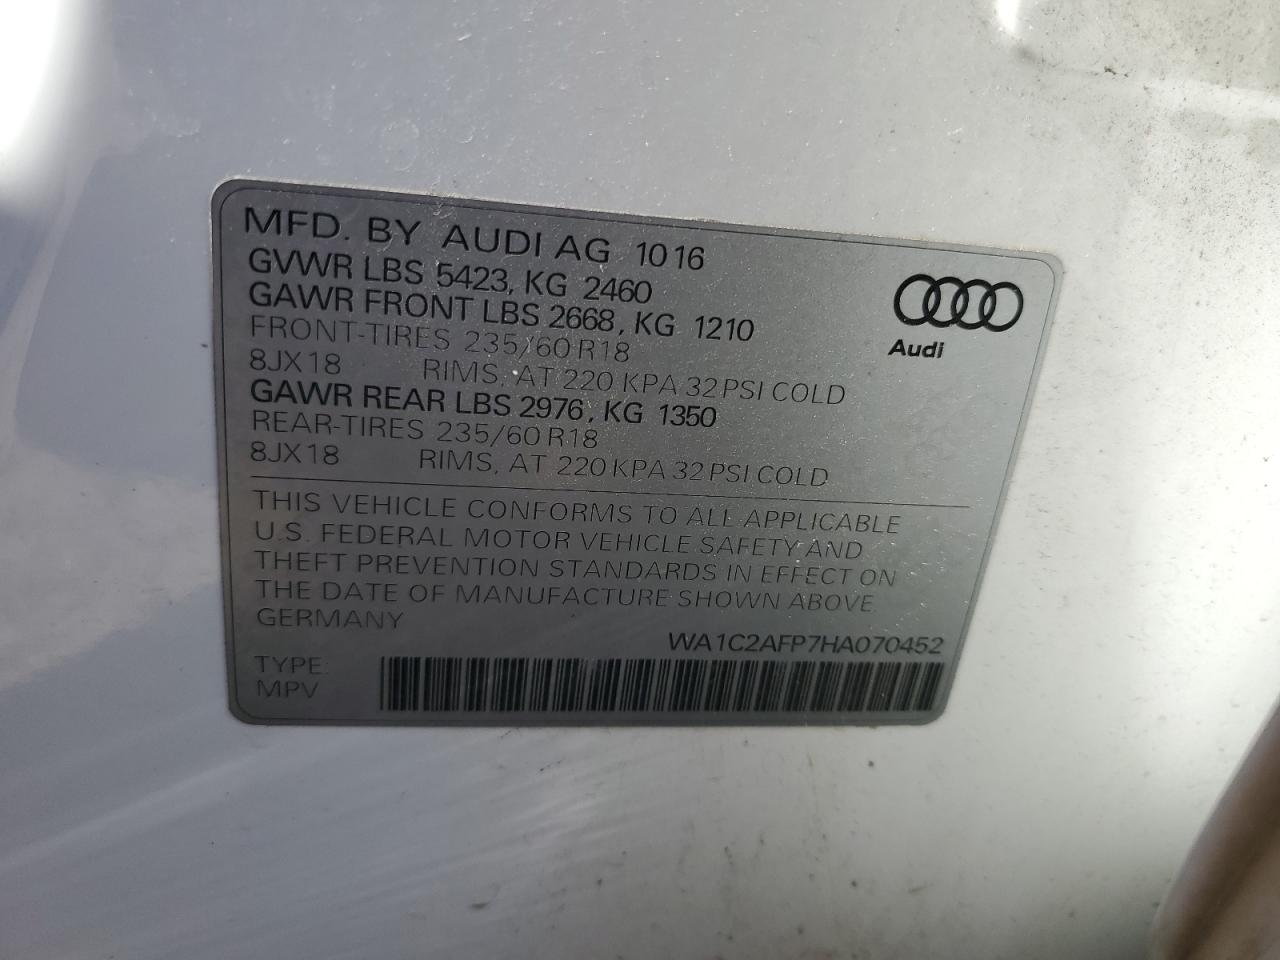 MFD. BY AUDI AG 1016
GVWR LBS 5423, KG 2460
GAWR FRONT LBS 2668, KG 1210
FRONT-TIRES 235/60 R18
8JX18 RIMS, AT 220 KPA 32 PSI COLD
GAWR REAR LBS 2976, KG 1350
REAR-TIRES 235/60 R18
8JX18 RIMS, AT 220 KPA 32 PSI COLD
Audi
THIS VEHICLE CONFORMS TO ALL APPLICABLE
U.S. FEDERAL MOTOR VEHICLE SAFETY AND
THEFT PREVENTION STANDARDS IN EFFECT ON
THE DATE OF MANUFACTURE SHOWN ABOVE.
GERMANY
WA1C2AFP7HA070452
TYPE:
MPV